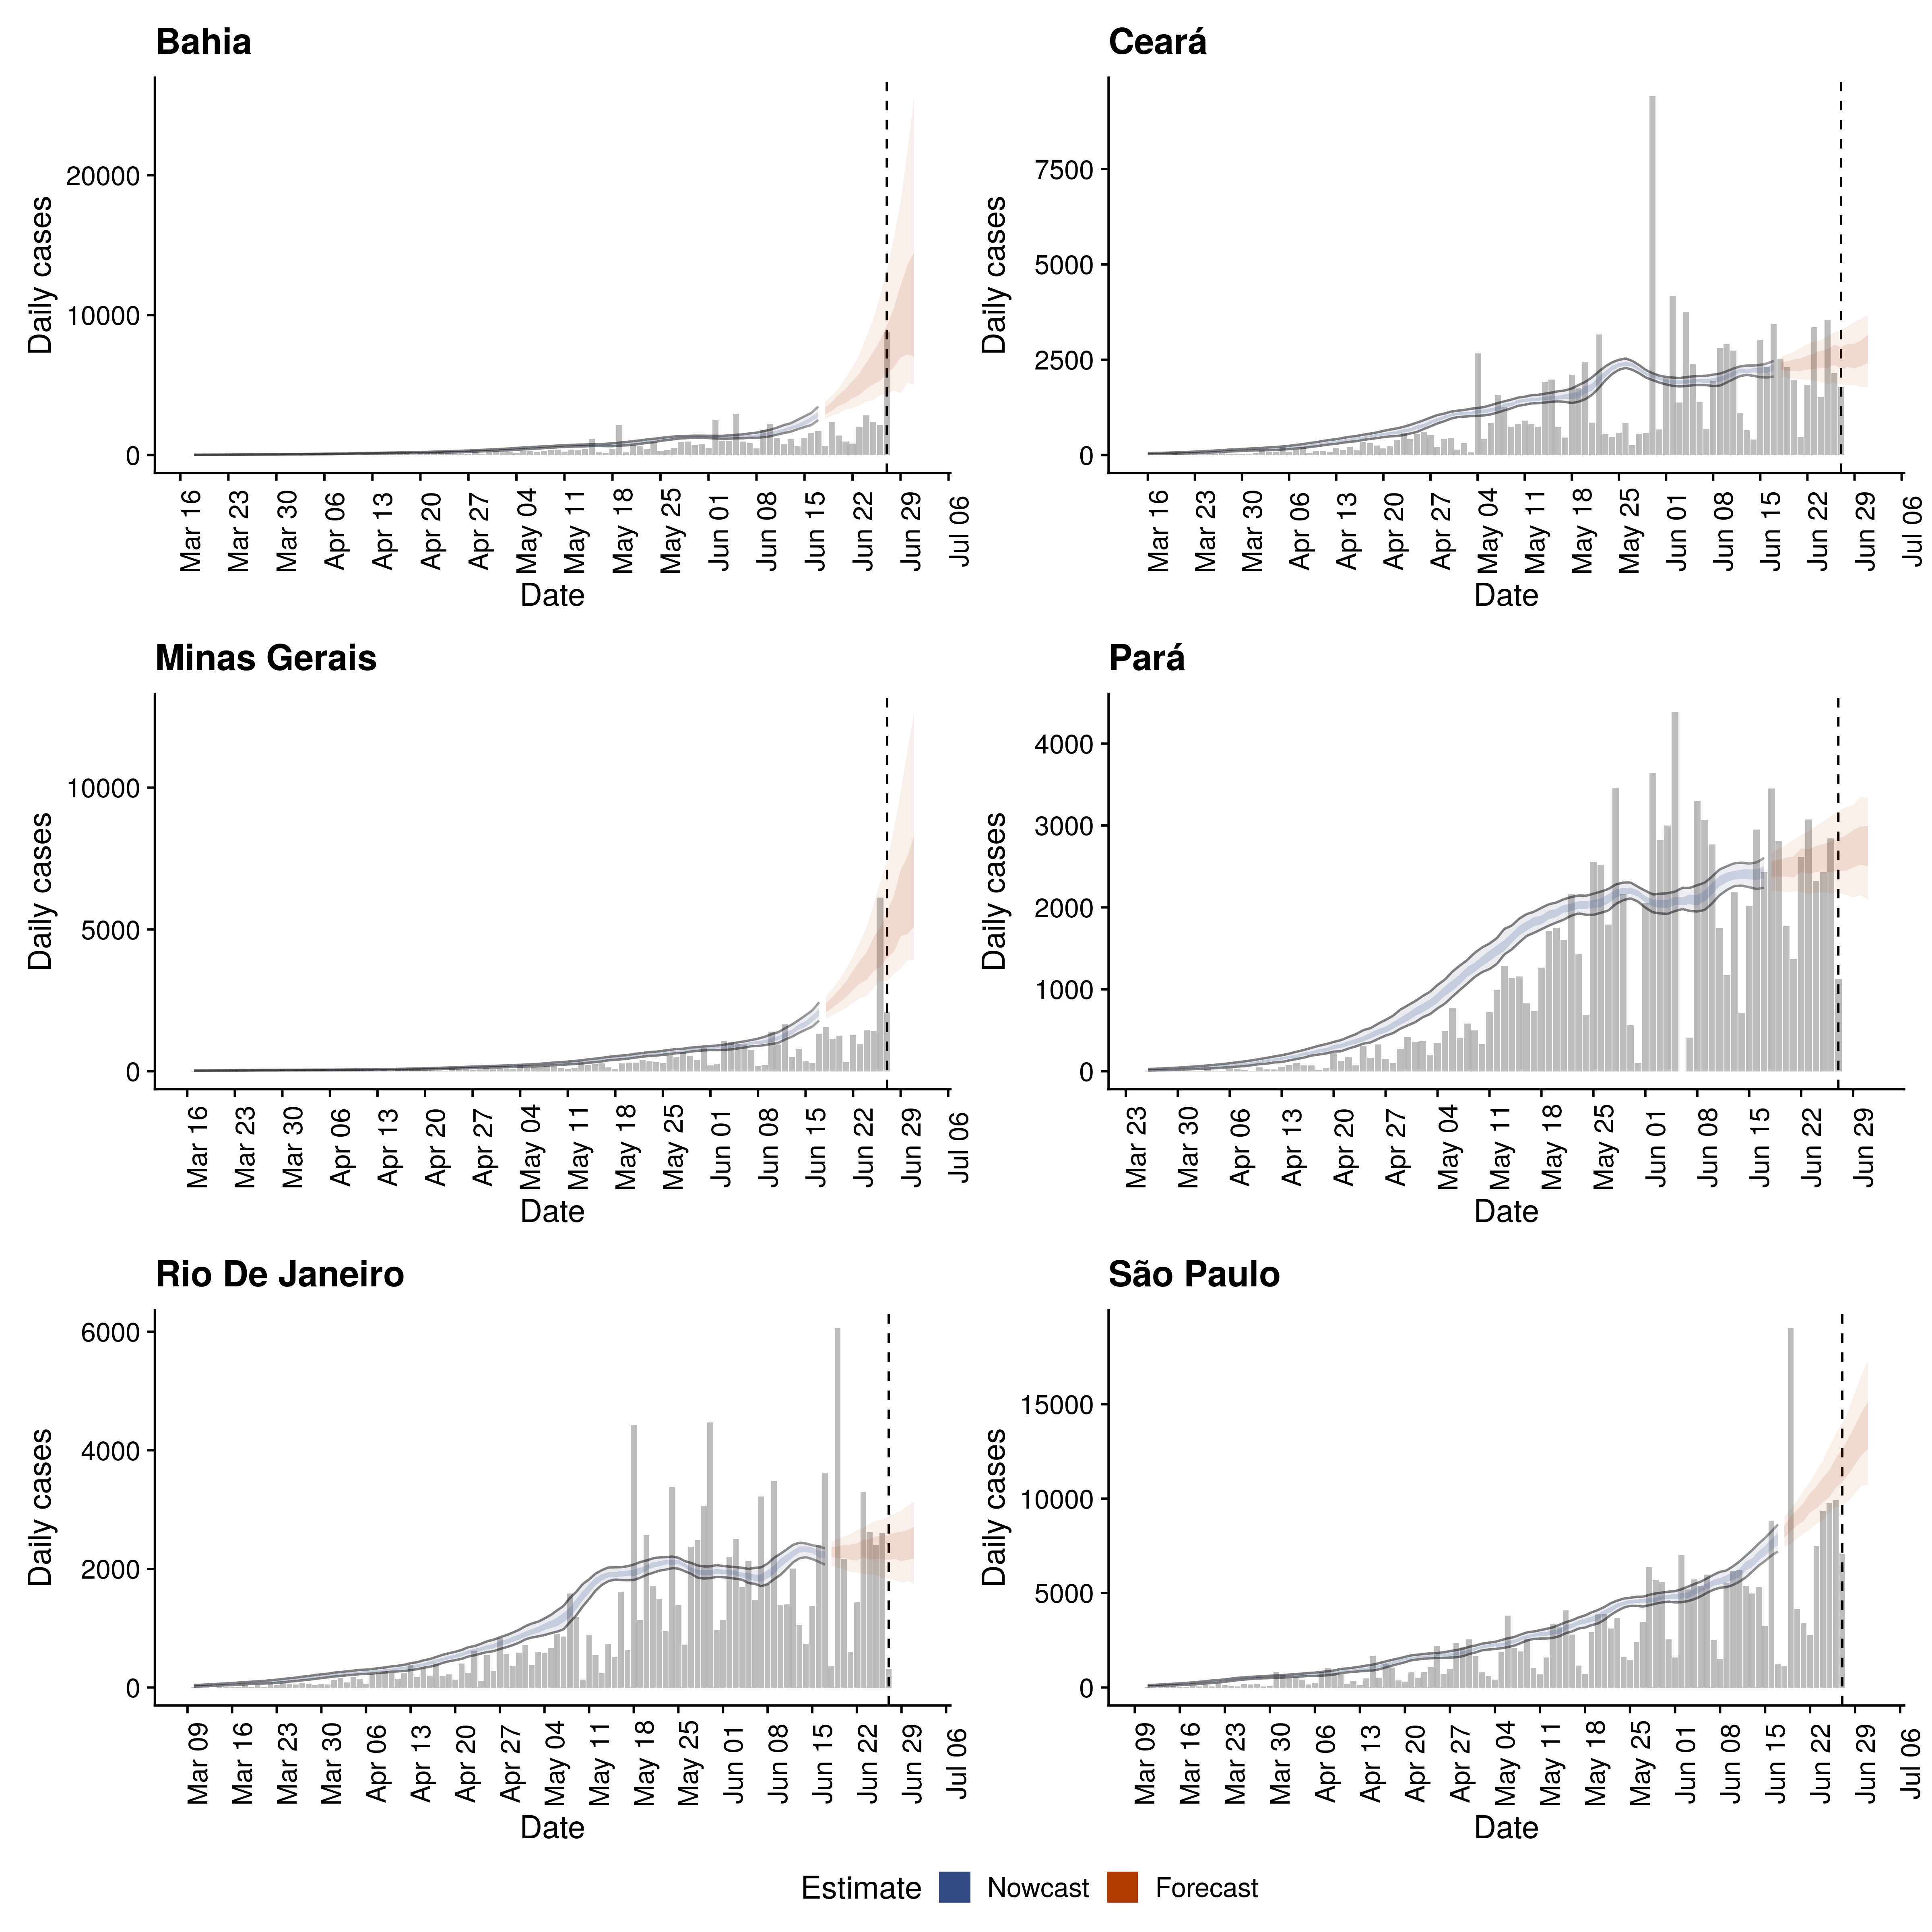 Bahia
Daily cases
20000
10000
0
Mar 16
Mar 23
Mar 30
Apr 06
Apr 13
Apr 20
Apr 27
May 04
May 11
May 18
May 25
Jun 01
Jun 08
Jun 15
Jun 22
Jun 29
Jul 06
Date
Ceará
Daily cases
7500
5000
2500
0
Mar 16
Mar 23
Mar 30
Apr 06
Apr 13
Apr 20
Apr 27
May 04
May 11
May 18
May 25
Jun 01
Jun 08
Jun 15
Jun 22
Jun 29
Jul 06
Date
Minas Gerais
Daily cases
10000
5000
0
Mar 16
Mar 23
Mar 30
Apr 06
Apr 13
Apr 20
Apr 27
May 04
May 11
May 18
May 25
Jun 01
Jun 08
Jun 15
Jun 22
Jun 29
Jul 06
Date
Pará
Daily cases
4000
3000
2000
1000
0
Mar 23
Mar 30
Apr 06
Apr 13
Apr 20
Apr 27
May 04
May 11
May 18
May 25
Jun 01
Jun 08
Jun 15
Jun 22
Jun 29
Date
Rio De Janeiro
Daily cases
6000
4000
2000
0
Mar 09
Mar 16
Mar 23
Mar 30
Apr 06
Apr 13
Apr 20
Apr 27
May 04
May 11
May 18
May 25
Jun 01
Jun 08
Jun 15
Jun 22
Jun 29
Jul 06
Date
São Paulo
Daily cases
15000
10000
5000
0
Mar 09
Mar 16
Mar 23
Mar 30
Apr 06
Apr 13
Apr 20
Apr 27
May 04
May 11
May 18
May 25
Jun 01
Jun 08
Jun 15
Jun 22
Jun 29
Jul 06
Date
Estimate Nowcast Forecast